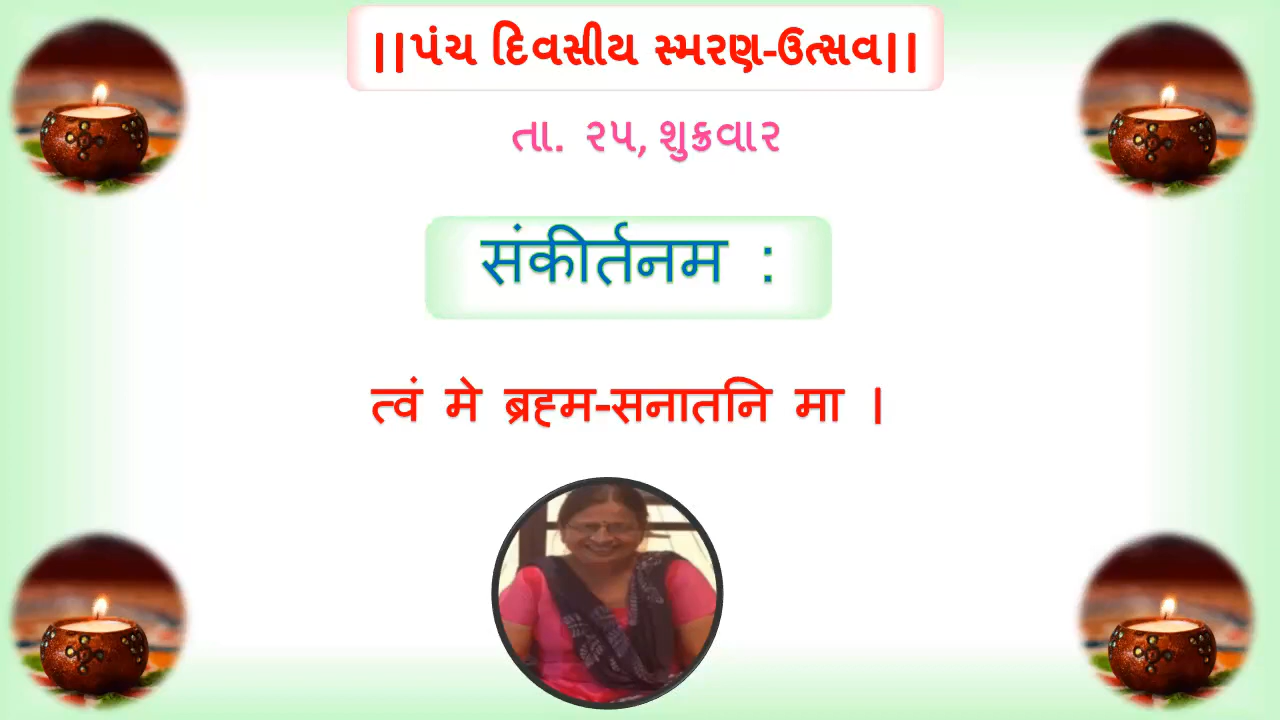 ||પંચ દિવસીય સ્મરણ-ઉત્સવ||
તા. ૨૫, શુક્રવાર
संकीर्तनम :
त्वं मे ब्रह्म-सनातनि मा ।